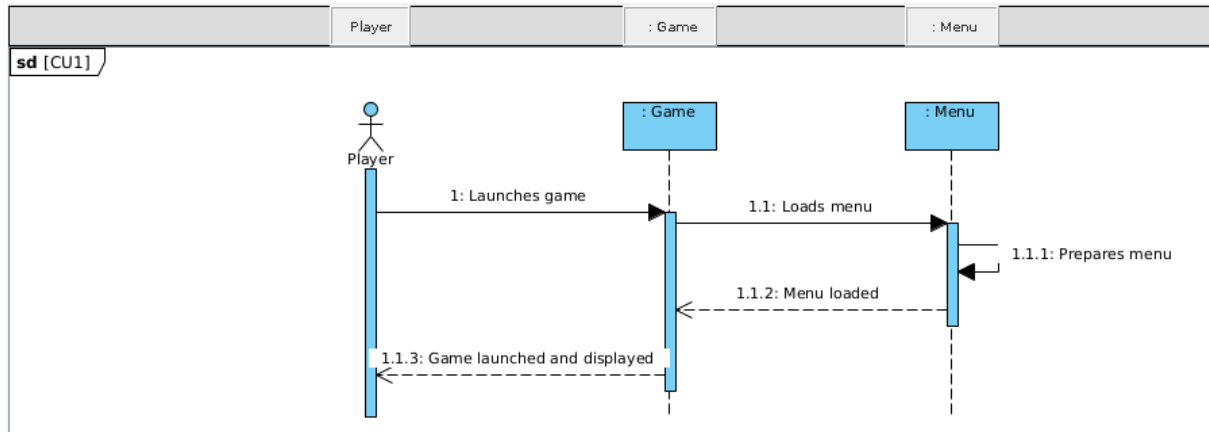 Player
: Game
: Menu
sd [CU1]
: Game
: Menu
Player
1: Launches game
1.1: Loads menu
1.1.1: Prepares menu
1.1.2: Menu loaded
1.1.3: Game launched and displayed